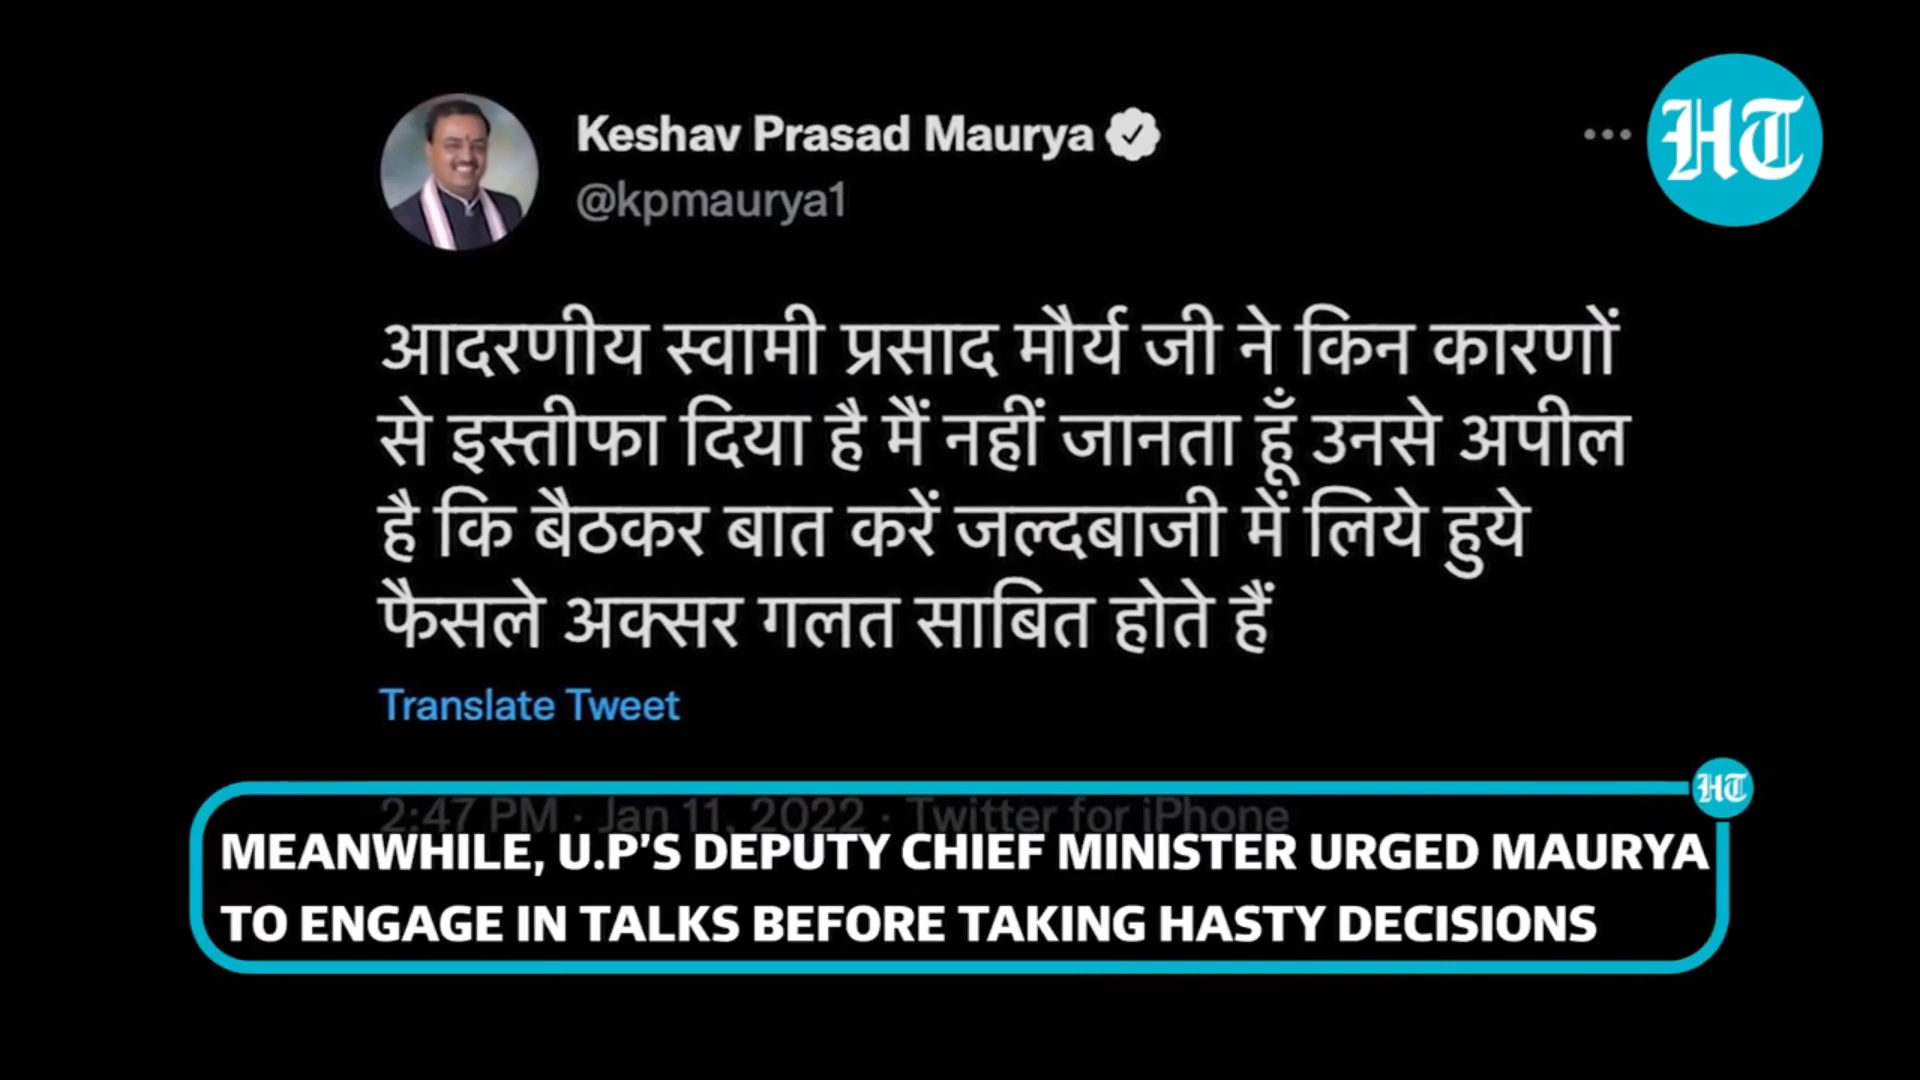 Keshav Prasad Maurya
@kpmaurya1
HT
आदरणीय स्वामी प्रसाद मौर्य जी ने किन कारणों
से इस्तीफा दिया है मैं नहीं जानता हूँ उनसे अपील
है कि बैठकर बात करें जल्दबाजी में लिये हुये
फैसले अक्सर गलत साबित होते हैं
Translate Tweet
HT
2:47 PM · Jan 11, 2022 · Twitter for iPhone
MEANWHILE, U.P'S DEPUTY CHIEF MINISTER URGED MAURYA
TO ENGAGE IN TALKS BEFORE TAKING HASTY DECISIONS